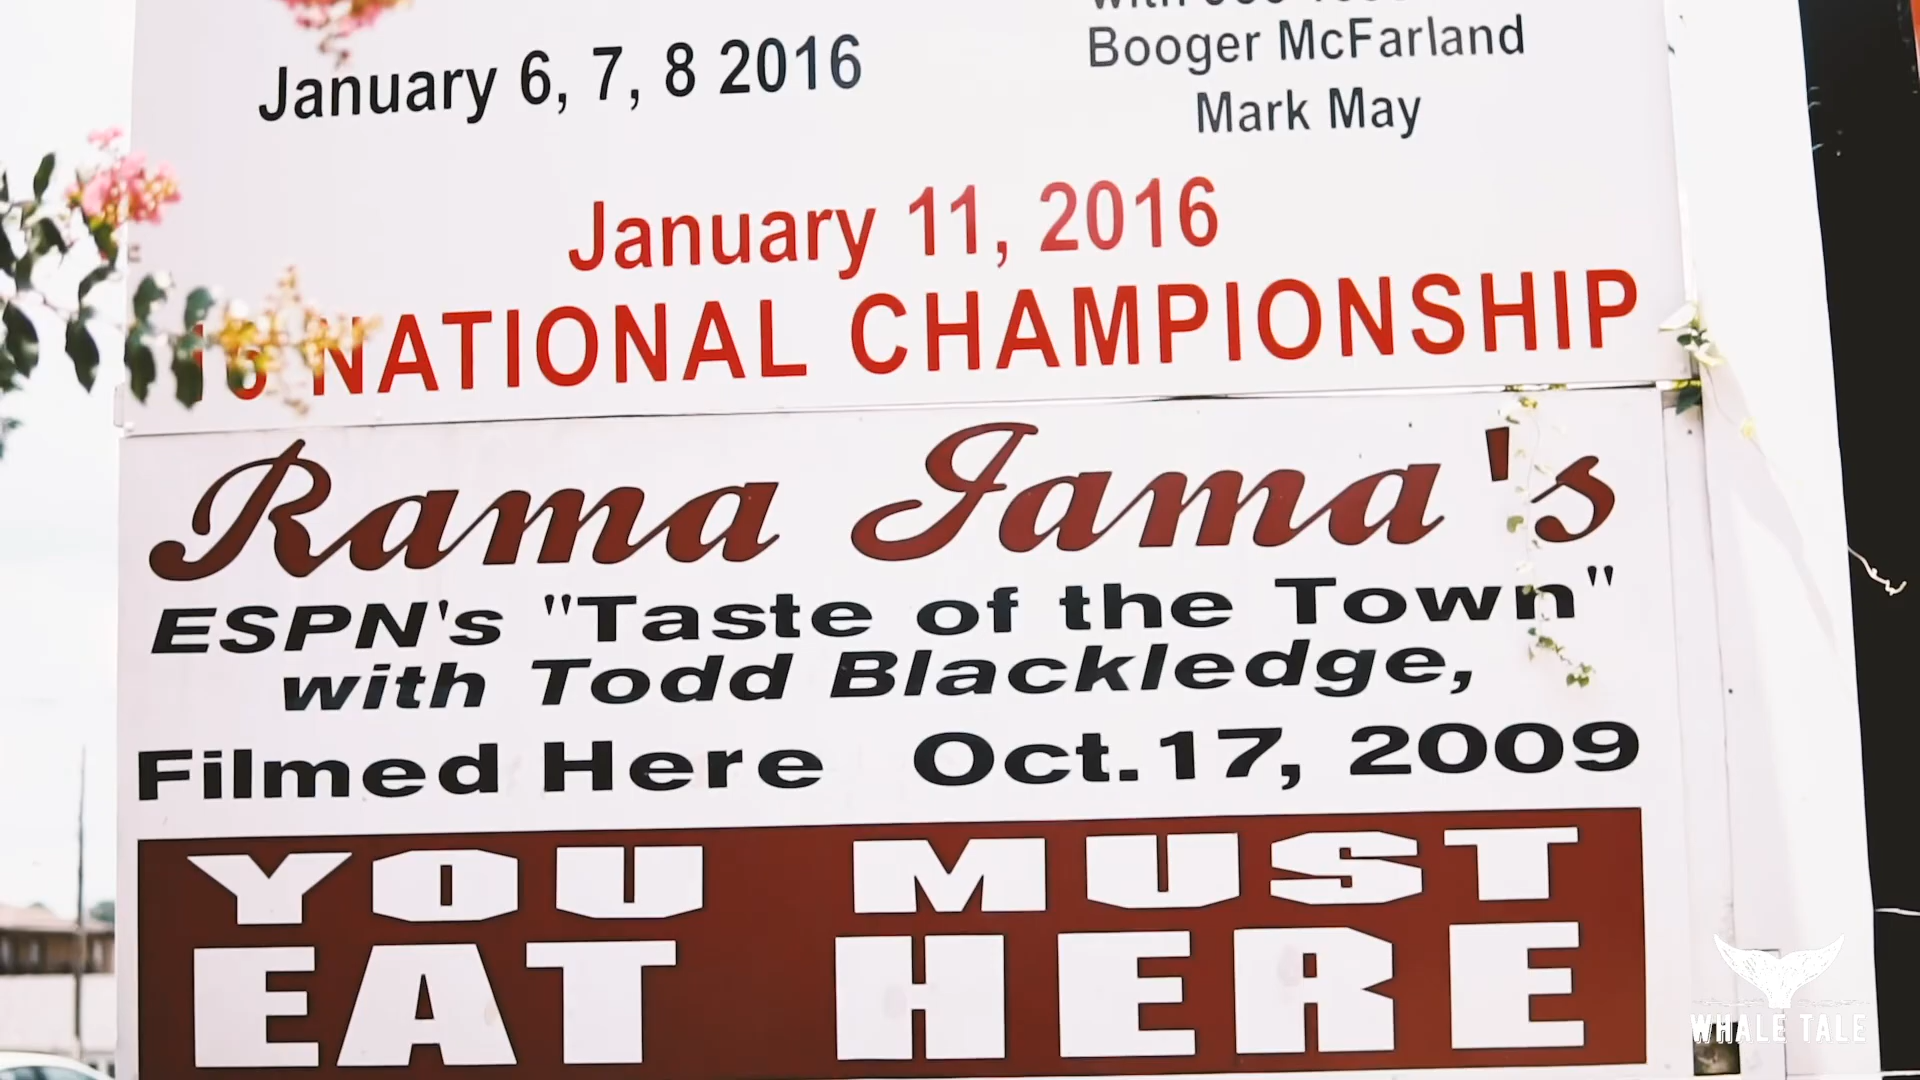 January 6, 7, 8 2016
Booger McFarland
Mark May
January 11, 2016
NATIONAL CHAMPIONSHIP
Rama Jama's
ESPN's "Taste of the Town"
with Todd Blackledge,
Filmed Here Oct.17, 2009
YOU MUST
EAT HERE
WHALE TALE